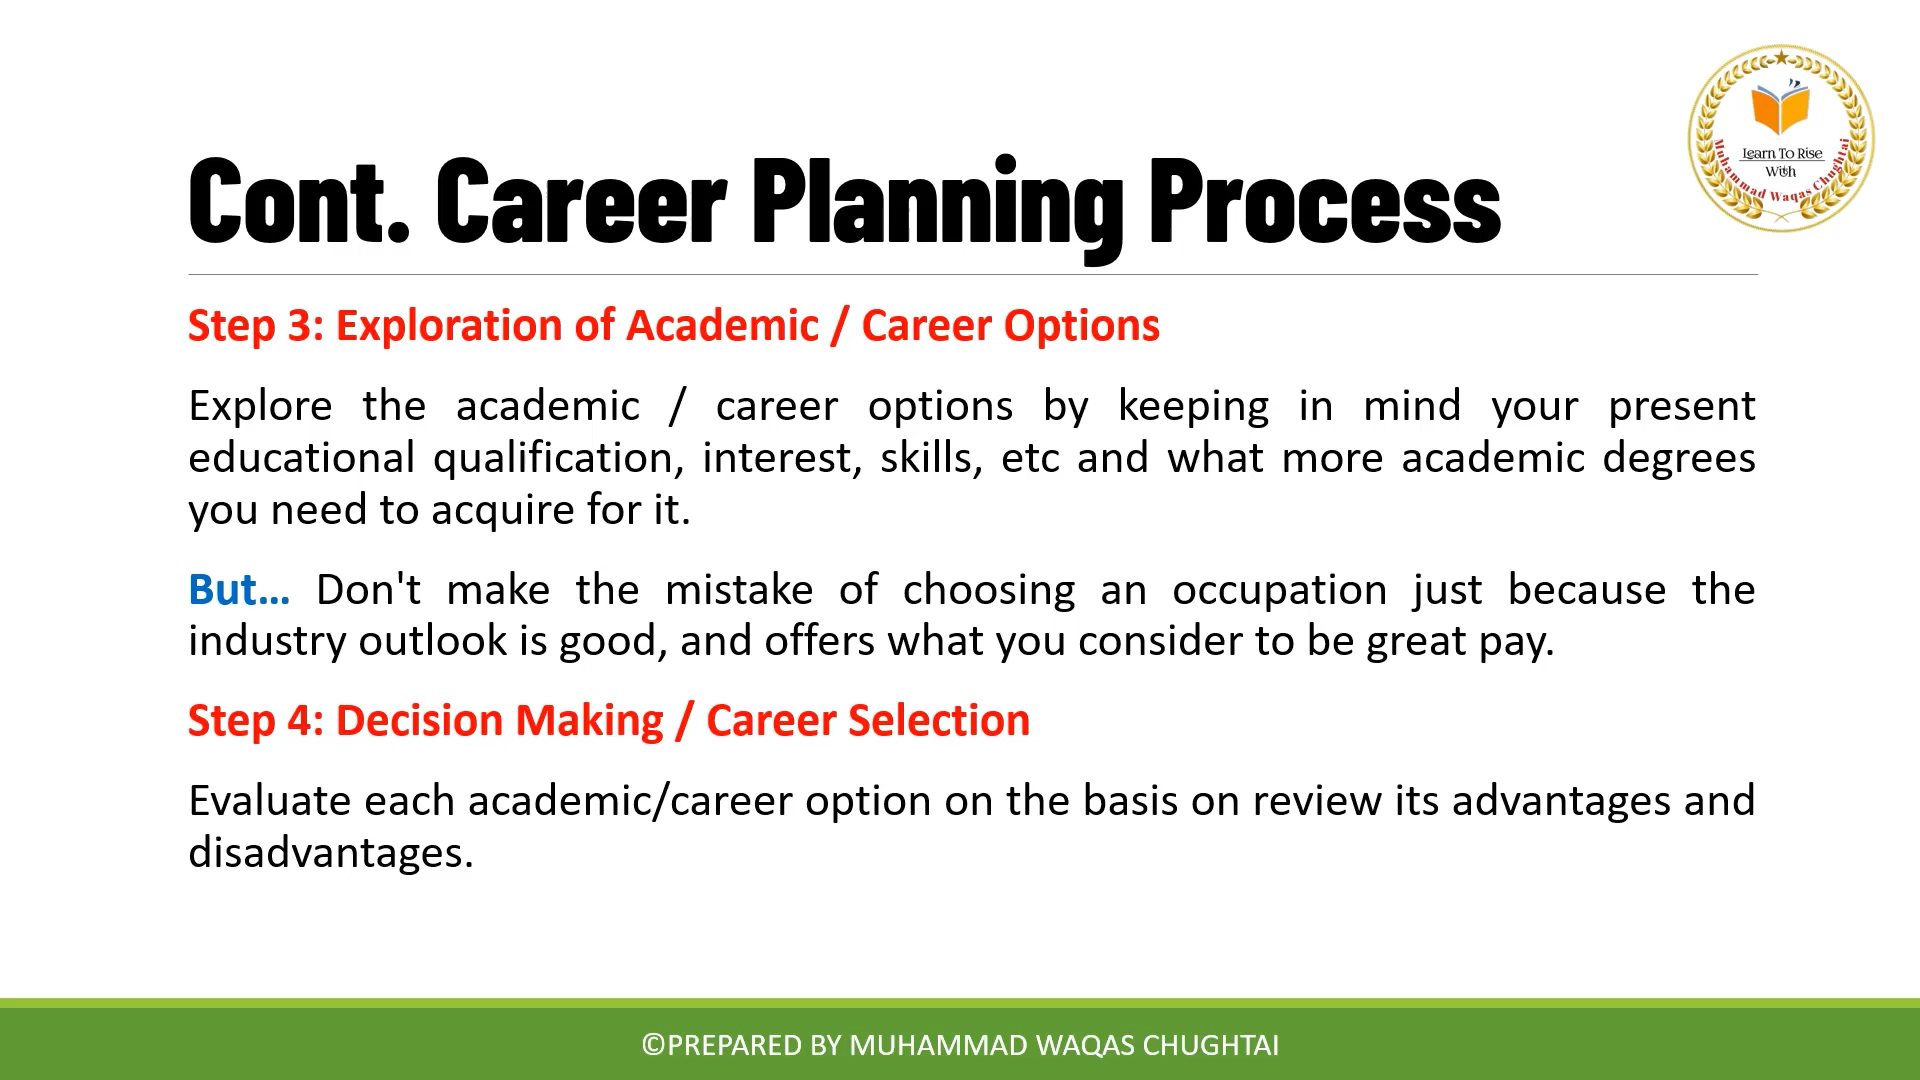 Learn To Rise
With
Muhammad Waqas Chughtai
Cont. Career Planning Process
Step 3: Exploration of Academic / Career Options
Explore the academic / career options by keeping in mind your present
educational qualification, interest, skills, etc and what more academic degrees
you need to acquire for it.
But... Don't make the mistake of choosing an occupation just because the
industry outlook is good, and offers what you consider to be great pay.
Step 4: Decision Making / Career Selection
Evaluate each academic/career option on the basis on review its advantages and
disadvantages.
©PREPARED BY MUHAMMAD WAQAS CHUGHTAI